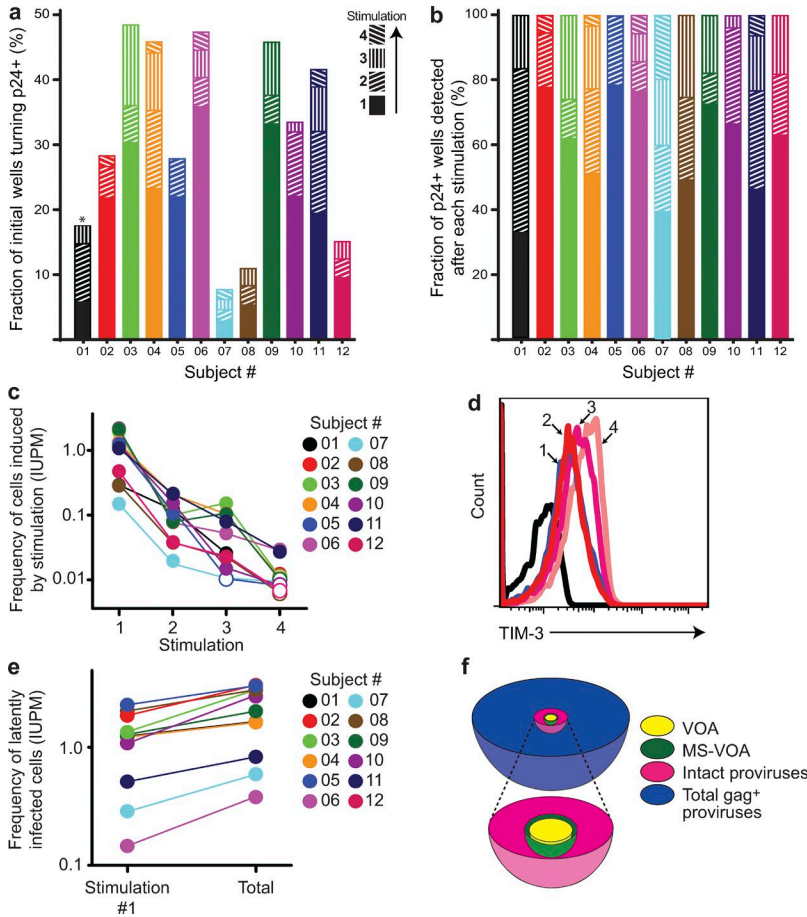 a
Fraction of initial wells turning p24+ (%)
50
40
30
20
10
*
01 02 03 04 05 06 07 08 09 10 11 12
Subject #
Stimulation
4
3
2
1
b
Fraction of p24+ wells detected
after each stimulation (%)
100
80
60
40
20
01 02 03 04 05 06 07 08 09 10 11 12
Subject #
c
Frequency of cells induced
by stimulation (IUPM)
1.0
0.1
0.01
1 2 3 4
Stimulation
Subject #
01 07
02 08
03 09
04 10
05 11
06 12
d
Count
2
3
1
4
TIM-3
e
Frequency of latently
infected cells (IUPM)
1.0
0.1
Stimulation
#1
Total
Subject #
01 07
02 08
03 09
04 10
05 11
06 12
f
VOA
MS-VOA
Intact proviruses
Total gag+
proviruses